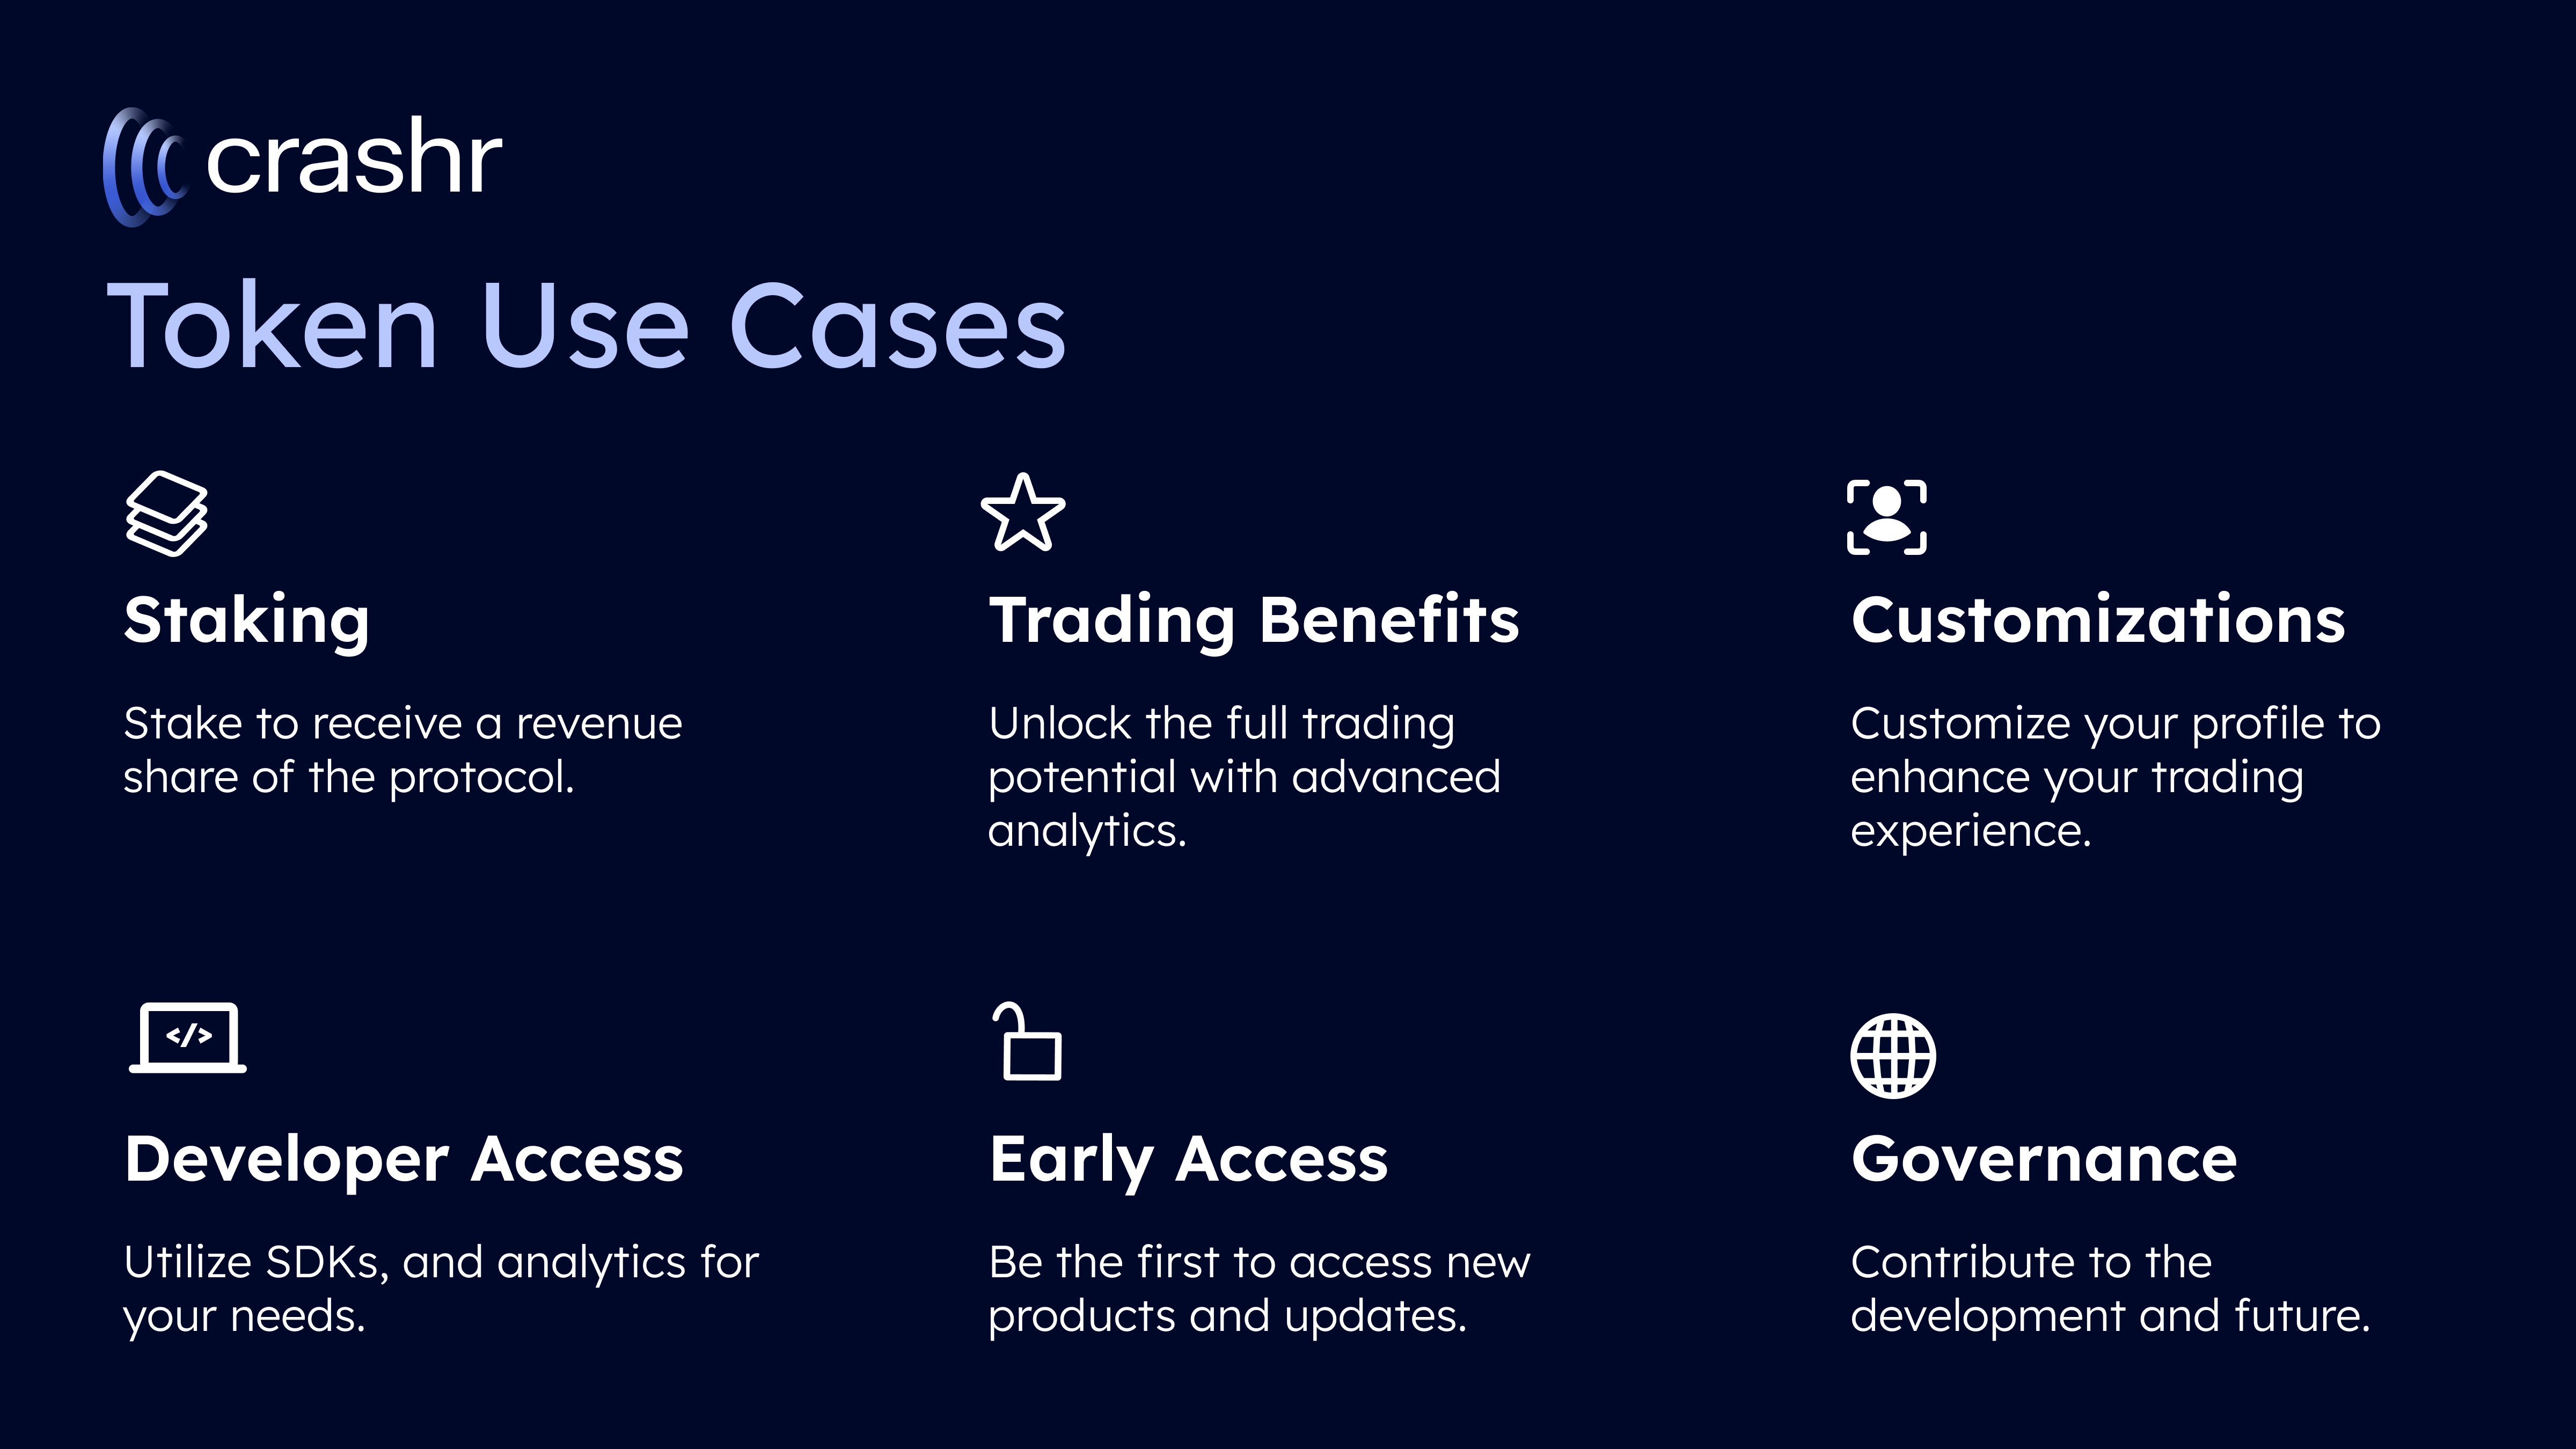 crashr
Token Use Cases
Staking
Stake to receive a revenue
share of the protocol.
Trading Benefits
Unlock the full trading
potential with advanced
analytics.
Customizations
Customize your profile to
enhance your trading
experience.
</>
Developer Access
Utilize SDKs, and analytics for
your needs.
Early Access
Be the first to access new
products and updates.
Governance
Contribute to the
development and future.